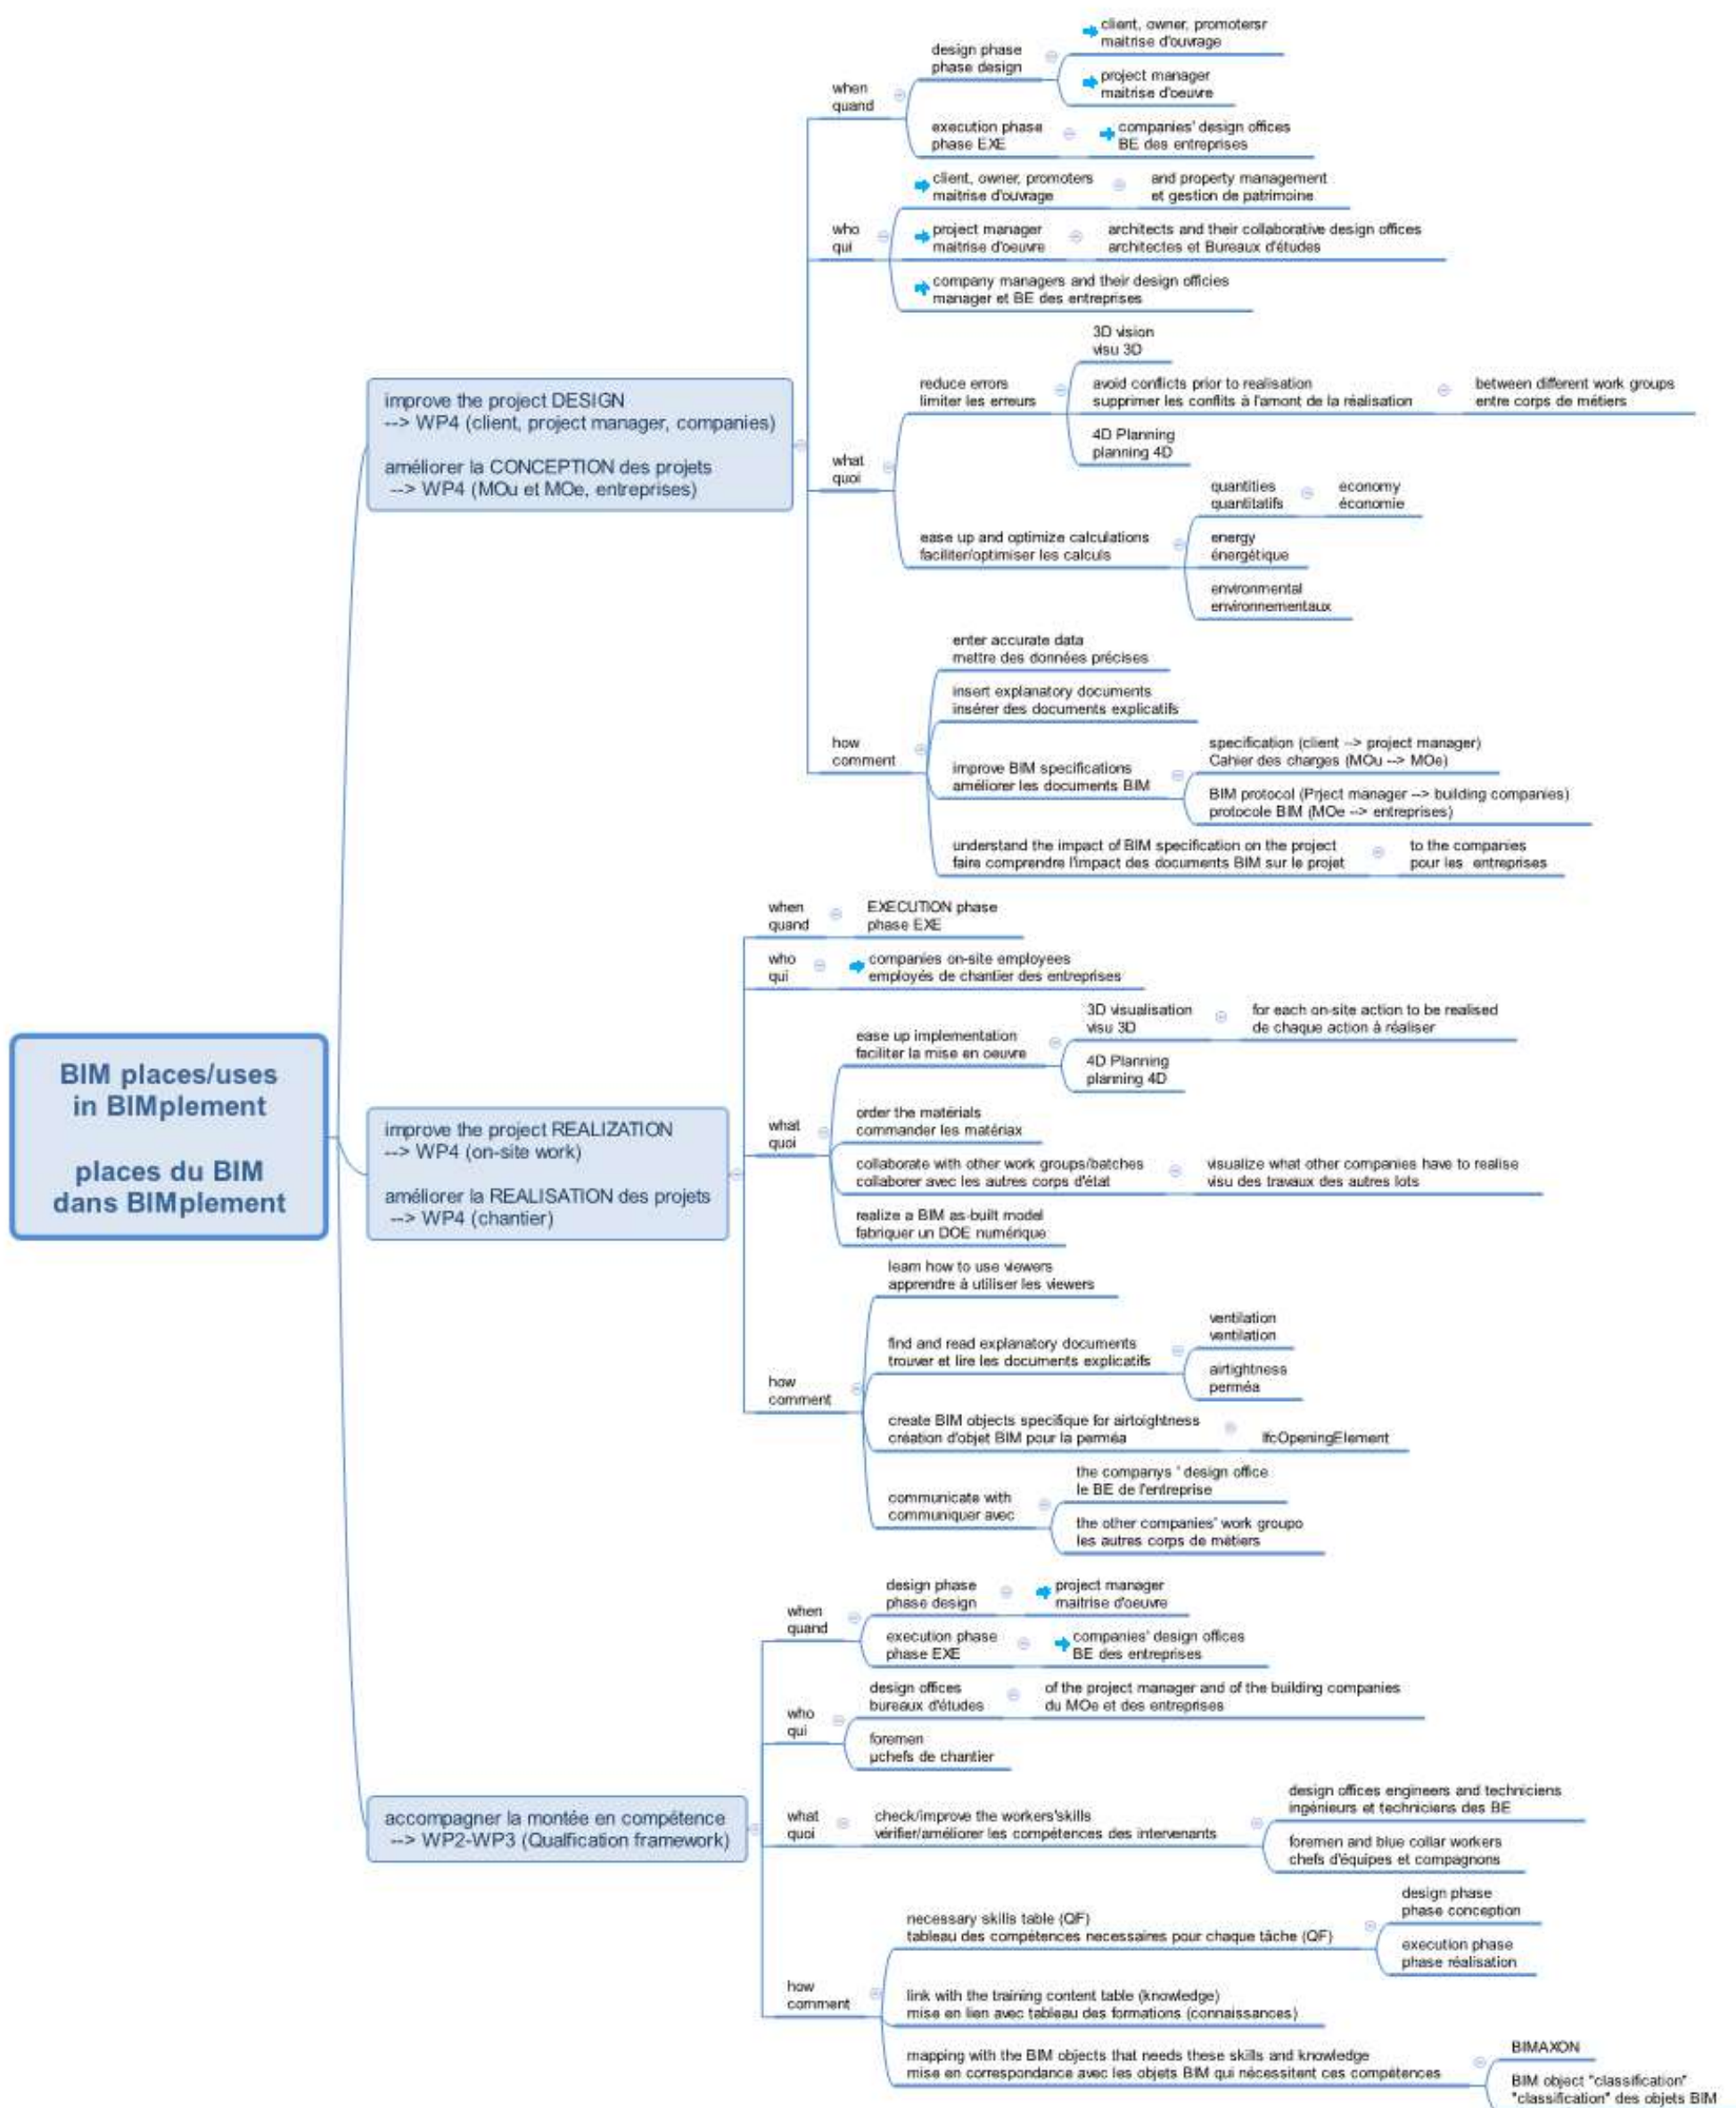 client, owner, promotersr
maitrise d'ouvrage
design phase
phase design
project manager
maitrise d'oeuvre
when
quand
execution phase
phase EXE
companies' design offices
BE des entreprises
client, owner, promoters
maitrise d'ouvrage
and property management
et gestion de patrimoine
who
qui
project manager
maitrise d'oeuvre
architects and their collaborative design offices
architectes et Bureaux d'études
company managers and their design officies
manager et BE des entreprises
3D vision
visu 3D
reduce errors
limiter les erreurs
avoid conflicts prior to realisation
supprimer les conflits à l'amont de la réalisation
between different work groups
entre corps de métiers
4D Planning
planning 4D
improve the project DESIGN
--> WP4 (client, project manager, companies)
améliorer la CONCEPTION des projets
--> WP4 (MOu et MOe, entreprises)
what
quoi
quantities
quantitatifs
economy
économie
ease up and optimize calculations
faciliter/optimiser les calculs
energy
énergétique
environmental
environnementaux
enter accurate data
mettre des données précises
insert explanatory documents
insérer des documents explicatifs
how
comment
improve BIM specifications
améliorer les documents BIM
specification (client --> project manager)
Cahier des charges (MOu --> MOe)
BIM protocol (Prject manager --> building companies)
protocole BIM (MOe --> entreprises)
understand the impact of BIM specification on the project
faire comprendre l'impact des documents BIM sur le projet
to the companies
pour les entreprises
when
quand
EXECUTION phase
phase EXE
who
qui
companies on-site employees
employés de chantier des entreprises
3D visualisation
visu 3D
for each on-site action to be realised
de chaque action à réaliser
ease up implementation
faciliter la mise en oeuvre
4D Planning
planning 4D
BIM places/uses
in BIMplement
places du BIM
dans BIMplement
improve the project REALIZATION
--> WP4 (on-site work)
améliorer la REALISATION des projets
--> WP4 (chantier)
what
quoi
order the matérials
commander les matériax
collaborate with other work groups/batches
collaborer avec les autres corps d'état
visualize what other companies have to realise
visu des travaux des autres lots
realize a BIM as-built model
fabriquer un DOE numérique
learn how to use viewers
apprendre à utiliser les viewers
find and read explanatory documents
trouver et lire les documents explicatifs
ventilation
ventilation
airtightness
perméa
how
comment
create BIM objects specifique for airtoightness
création d'objet BIM pour la perméa
IfcOpeningElement
communicate with
communiquer avec
the companys ' design office
le BE de l'entreprise
the other companies' work groupo
les autres corps de métiers
when
quand
design phase
phase design
project manager
maitrise d'oeuvre
execution phase
phase EXE
companies' design offices
BE des entreprises
who
qui
design offices
bureaux d'études
of the project manager and of the building companies
du MOe et des entreprises
foremen
µchefs de chantier
accompagner la montée en compétence
--> WP2-WP3 (Qualfication framework)
what
quoi
check/improve the workers'skills
vérifier/améliorer les compétences des intervenants
design offices engineers and techniciens
ingénieurs et techniciens des BE
foremen and blue collar workers
chefs d'équipes et compagnons
necessary skills table (QF)
tableau des compétences necessaires pour chaque tâche (QF)
design phase
phase conception
execution phase
phase réalisation
how
comment
link with the training content table (knowledge)
mise en lien avec tableau des formations (connaissances)
mapping with the BIM objects that needs these skills and knowledge
mise en correspondance avec les objets BIM qui nécessitent ces compétences
BIMAXON
BIM object "classification"
"classification" des objets BIM